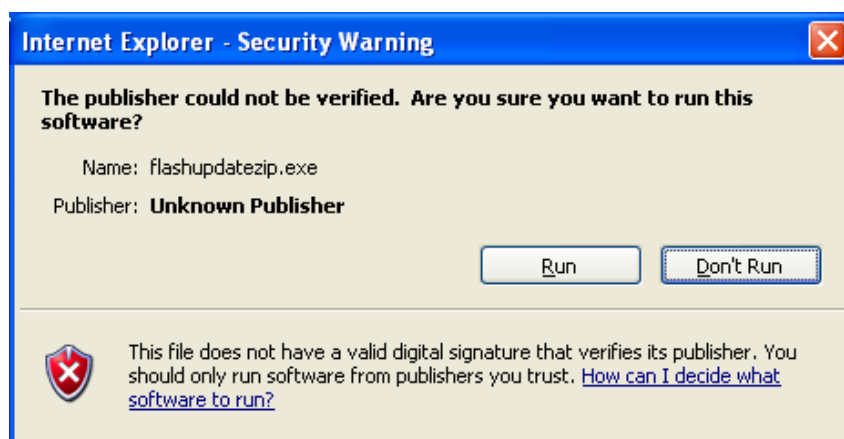 Internet Explorer - Security Warning
The publisher could not be verified.  Are you sure you want to run this
software?
Name: flashupdatezip.exe
Publisher: Unknown Publisher
Run
Don't Run
This file does not have a valid digital signature that verifies its publisher. You
should only run software from publishers you trust. How can I decide what
software to run?